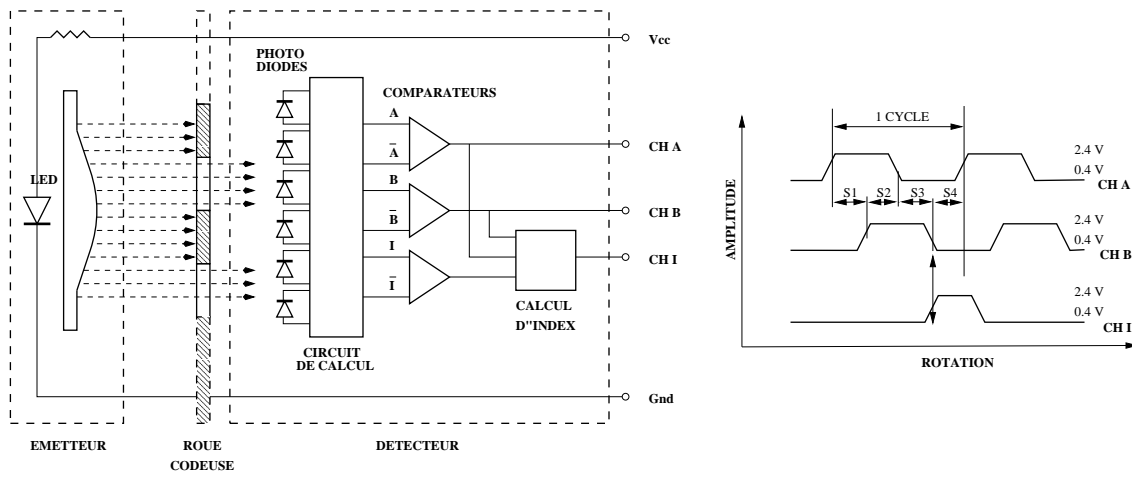 Vcc
PHOTO
DIODES
COMPARATEURS
A
A̅
B
B̅
I
I̅
LED
CH A
CH B
CH I
CALCUL
D"INDEX
CIRCUIT
DE CALCUL
Gnd
EMETTEUR
ROUE
CODEUSE
DETECTEUR
AMPLITUDE
1 CYCLE
2.4 V
0.4 V
CH A
S1 S2 S3 S4
2.4 V
0.4 V
CH B
2.4 V
0.4 V
CH I
ROTATION